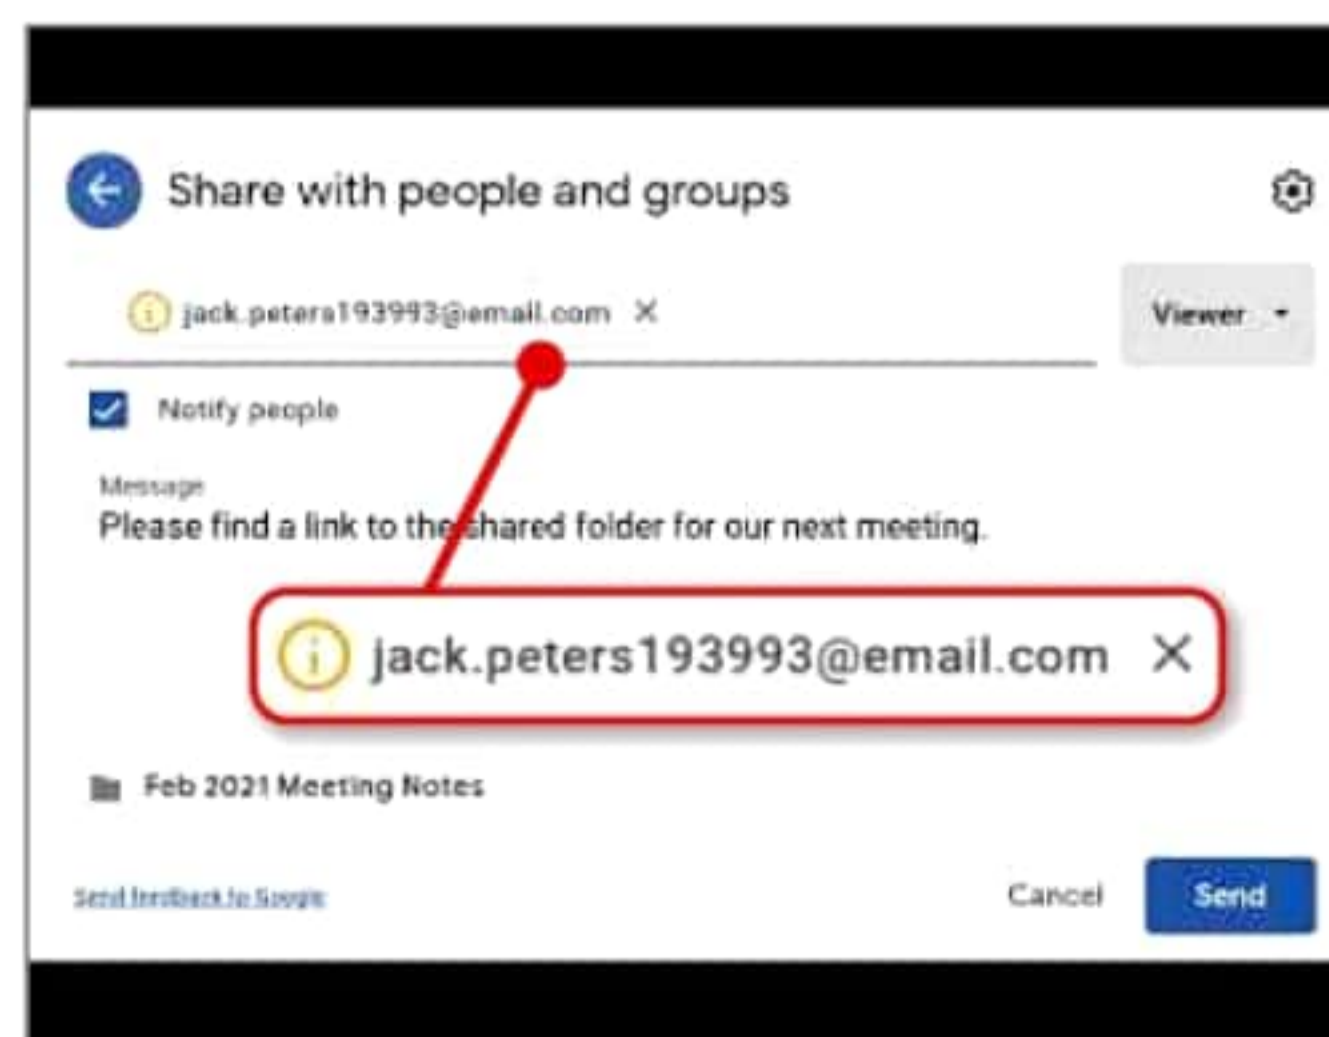 Share with people and groups
jack.peters193993@email.com
Viewer
Notify people
Message
Please find a link to the shared folder for our next meeting.
jack.peters193993@email.com
Feb 2021 Meeting Notes
Send feedback to Google
Cancel
Send